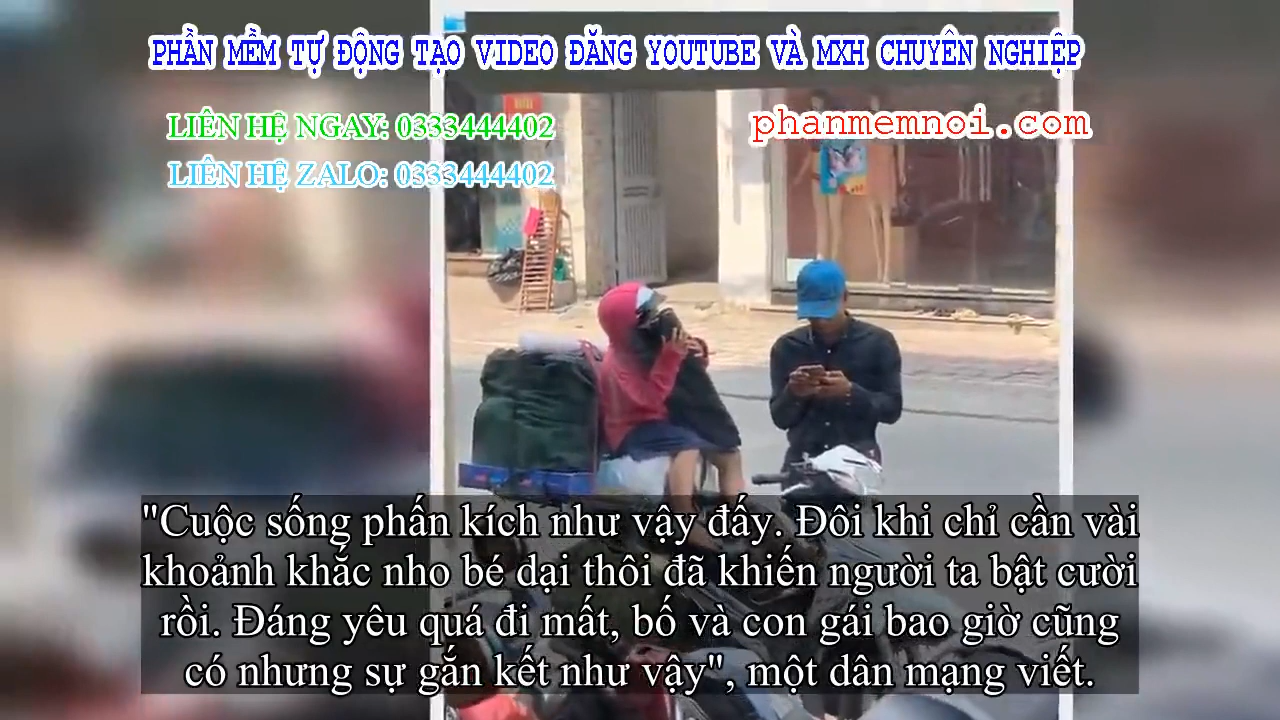 PHẦN MỀM TỰ ĐỘNG TẠO VIDEO ĐĂNG YOUTUBE VÀ MXH CHUYÊN NGHIỆP
LIÊN HỆ NGAY: 0333444402
phanmemnoi.com
LIÊN HỆ ZALO: 0333444402
"Cuộc sống phấn kích như vậy đấy. Đôi khi chỉ cần vài
khoảnh khắc nho bé dại thôi đã khiến người ta bật cười
rồi. Đáng yêu quá đi mất, bố và con gái bao giờ cũng
có nhưng sự gắn kết như vậy", một dân mạng viết.